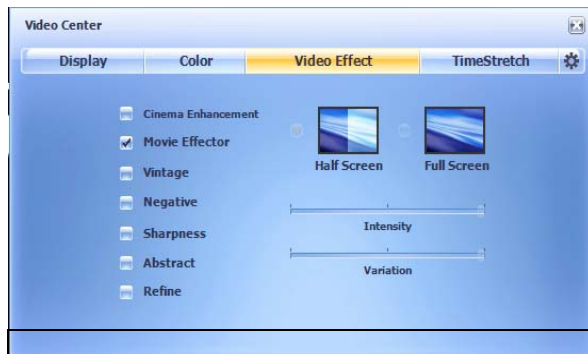 Video Center
Display Color Video Effect TimeStretch
Cinema Enhancement
Movie Effector
Vintage
Negative
Sharpness
Abstract
Refine
Half Screen Full Screen
Intensity
Variation